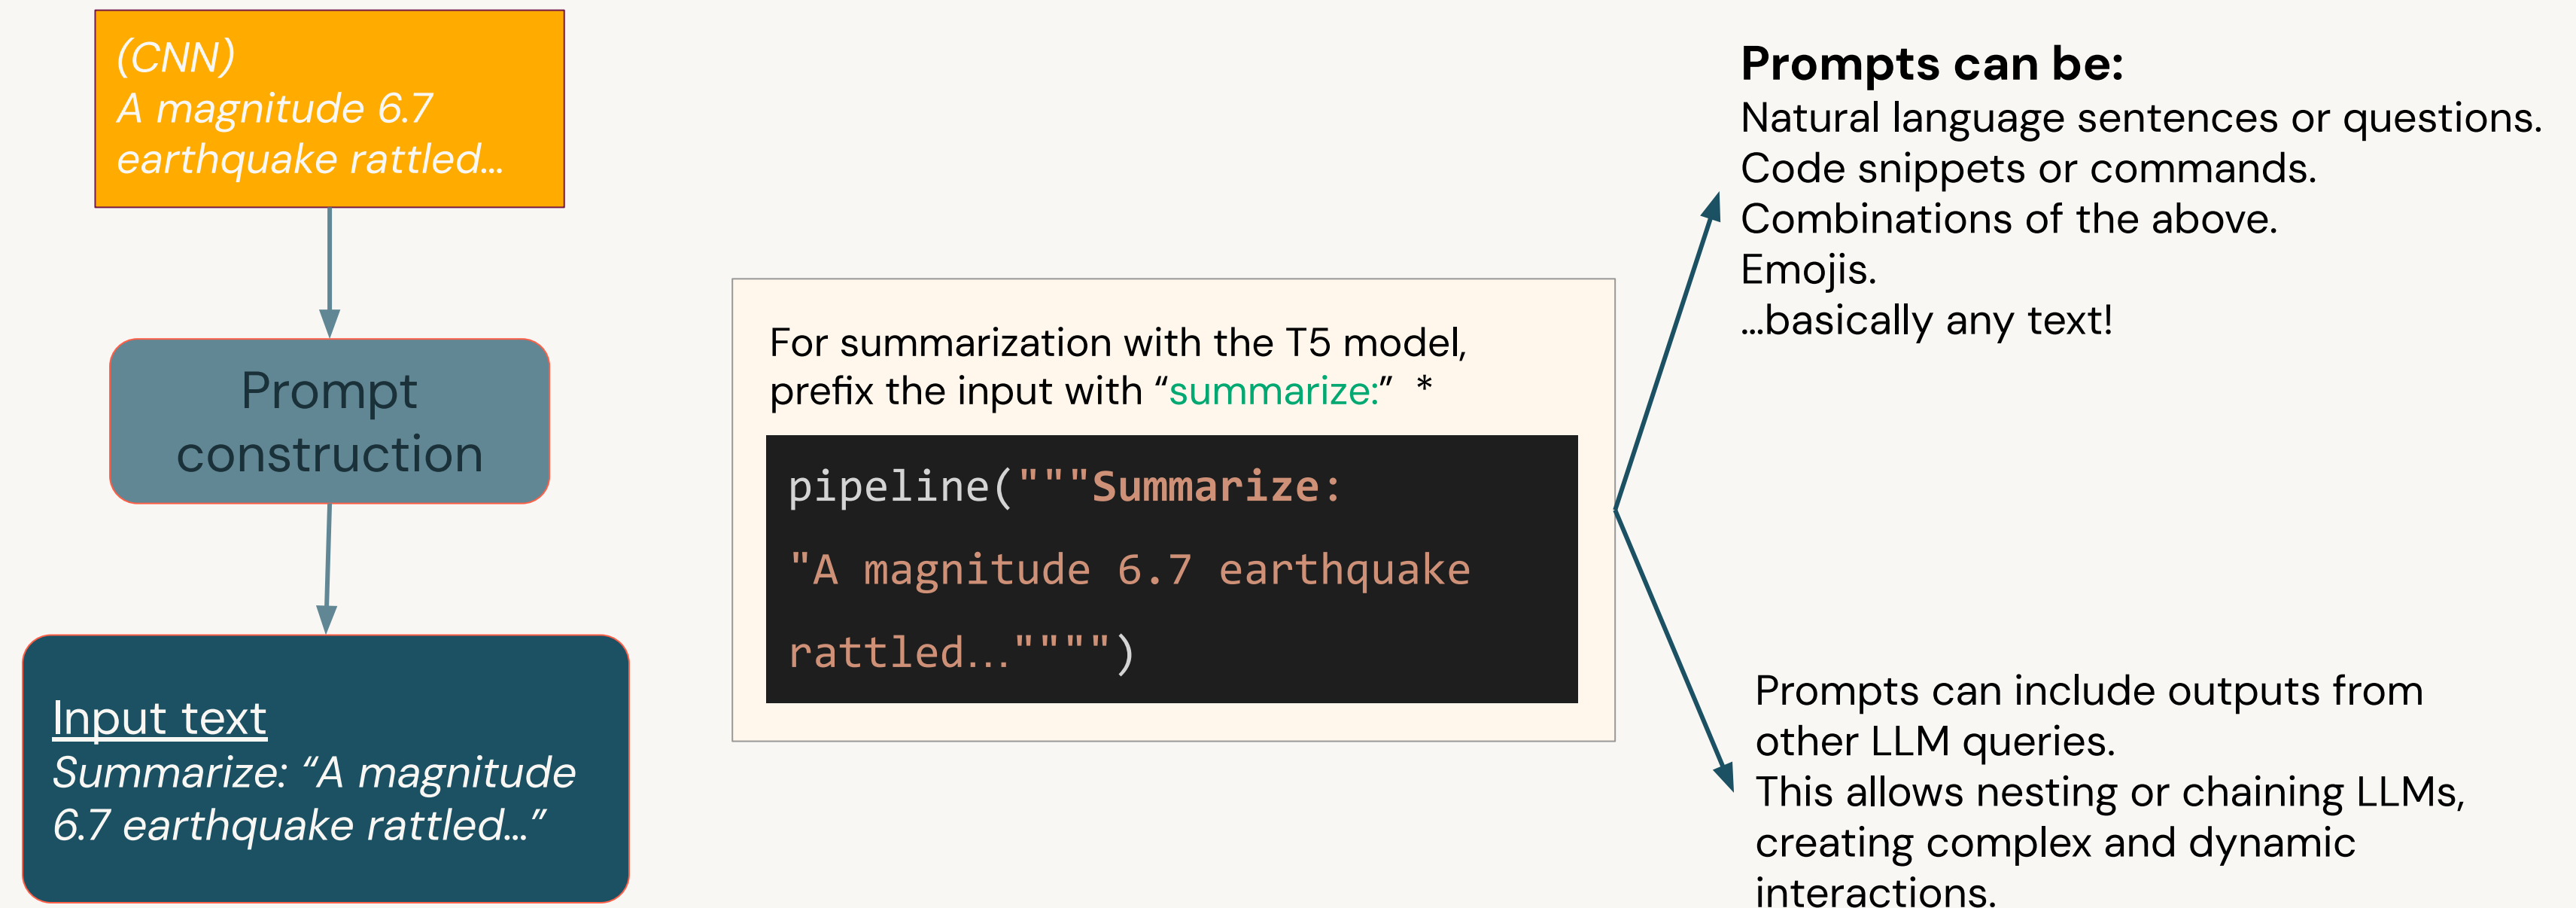 (CNN)
A magnitude 6.7
earthquake rattled...
Prompt
construction
Input text
Summarize: “A magnitude
6.7 earthquake rattled...”
For summarization with the T5 model,
prefix the input with “summarize:” *
pipeline("""Summarize:
"A magnitude 6.7 earthquake
rattled..."""")
Prompts can be:
Natural language sentences or questions.
Code snippets or commands.
Combinations of the above.
Emojis.
...basically any text!
Prompts can include outputs from
other LLM queries.
This allows nesting or chaining LLMs,
creating complex and dynamic
interactions.